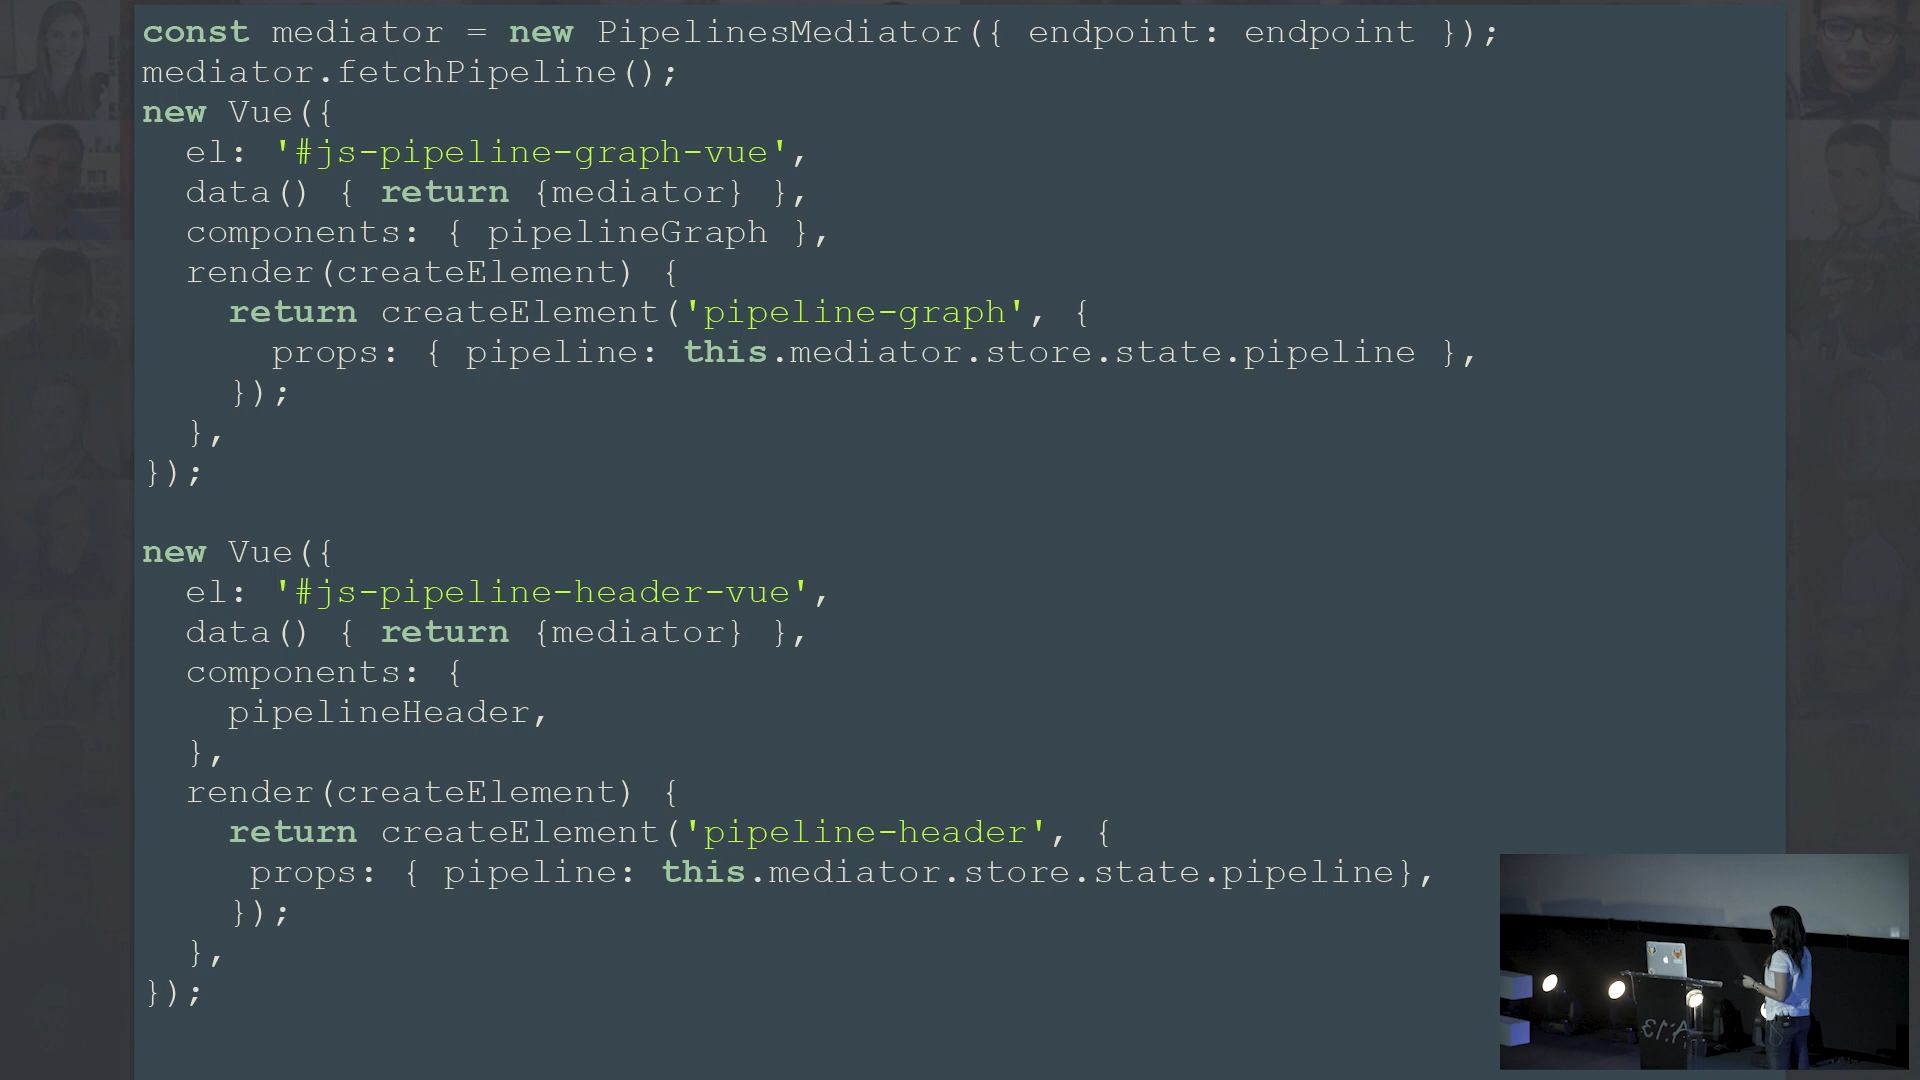 const mediator = new PipelinesMediator({ endpoint: endpoint });
mediator.fetchPipeline();
new Vue({
  el: '#js-pipeline-graph-vue',
  data() { return {mediator} },
  components: { pipelineGraph },
  render(createElement) {
    return createElement('pipeline-graph', {
      props: { pipeline: this.mediator.store.state.pipeline },
    });
  },
});

new Vue({
  el: '#js-pipeline-header-vue',
  data() { return {mediator} },
  components: {
    pipelineHeader,
  },
  render(createElement) {
    return createElement('pipeline-header', {
     props: { pipeline: this.mediator.store.state.pipeline},
    });
  },
});